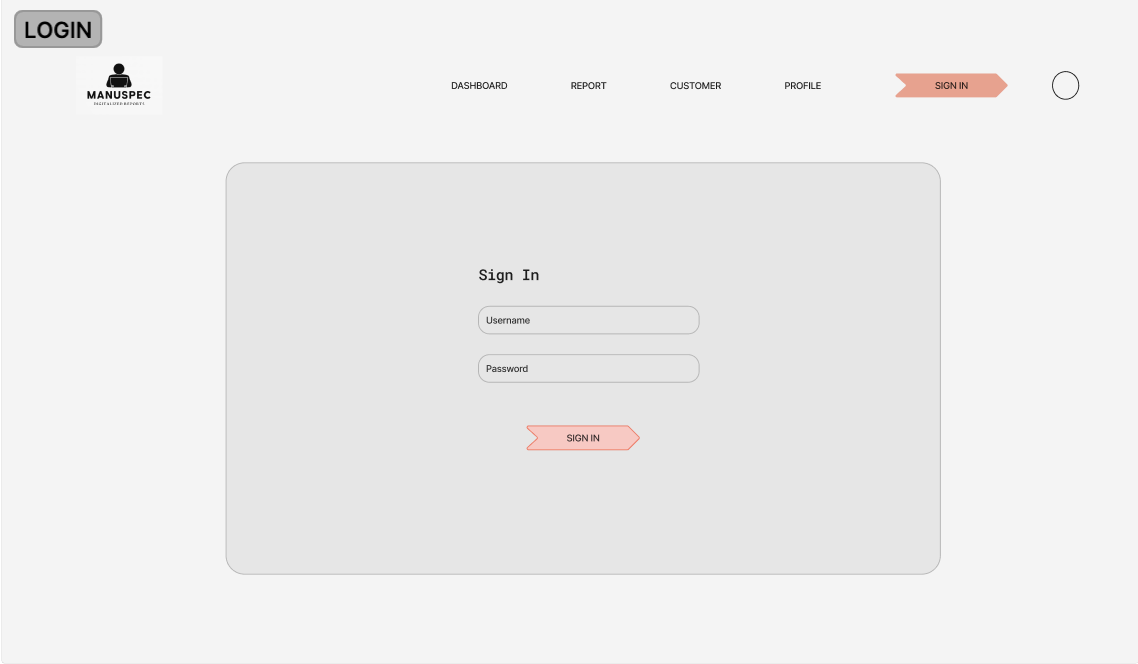 LOGIN
MANUSPEC
DIGITALIZED REPORTS
DASHBOARD REPORT CUSTOMER PROFILE SIGN IN
Sign In
Username
Password
SIGN IN